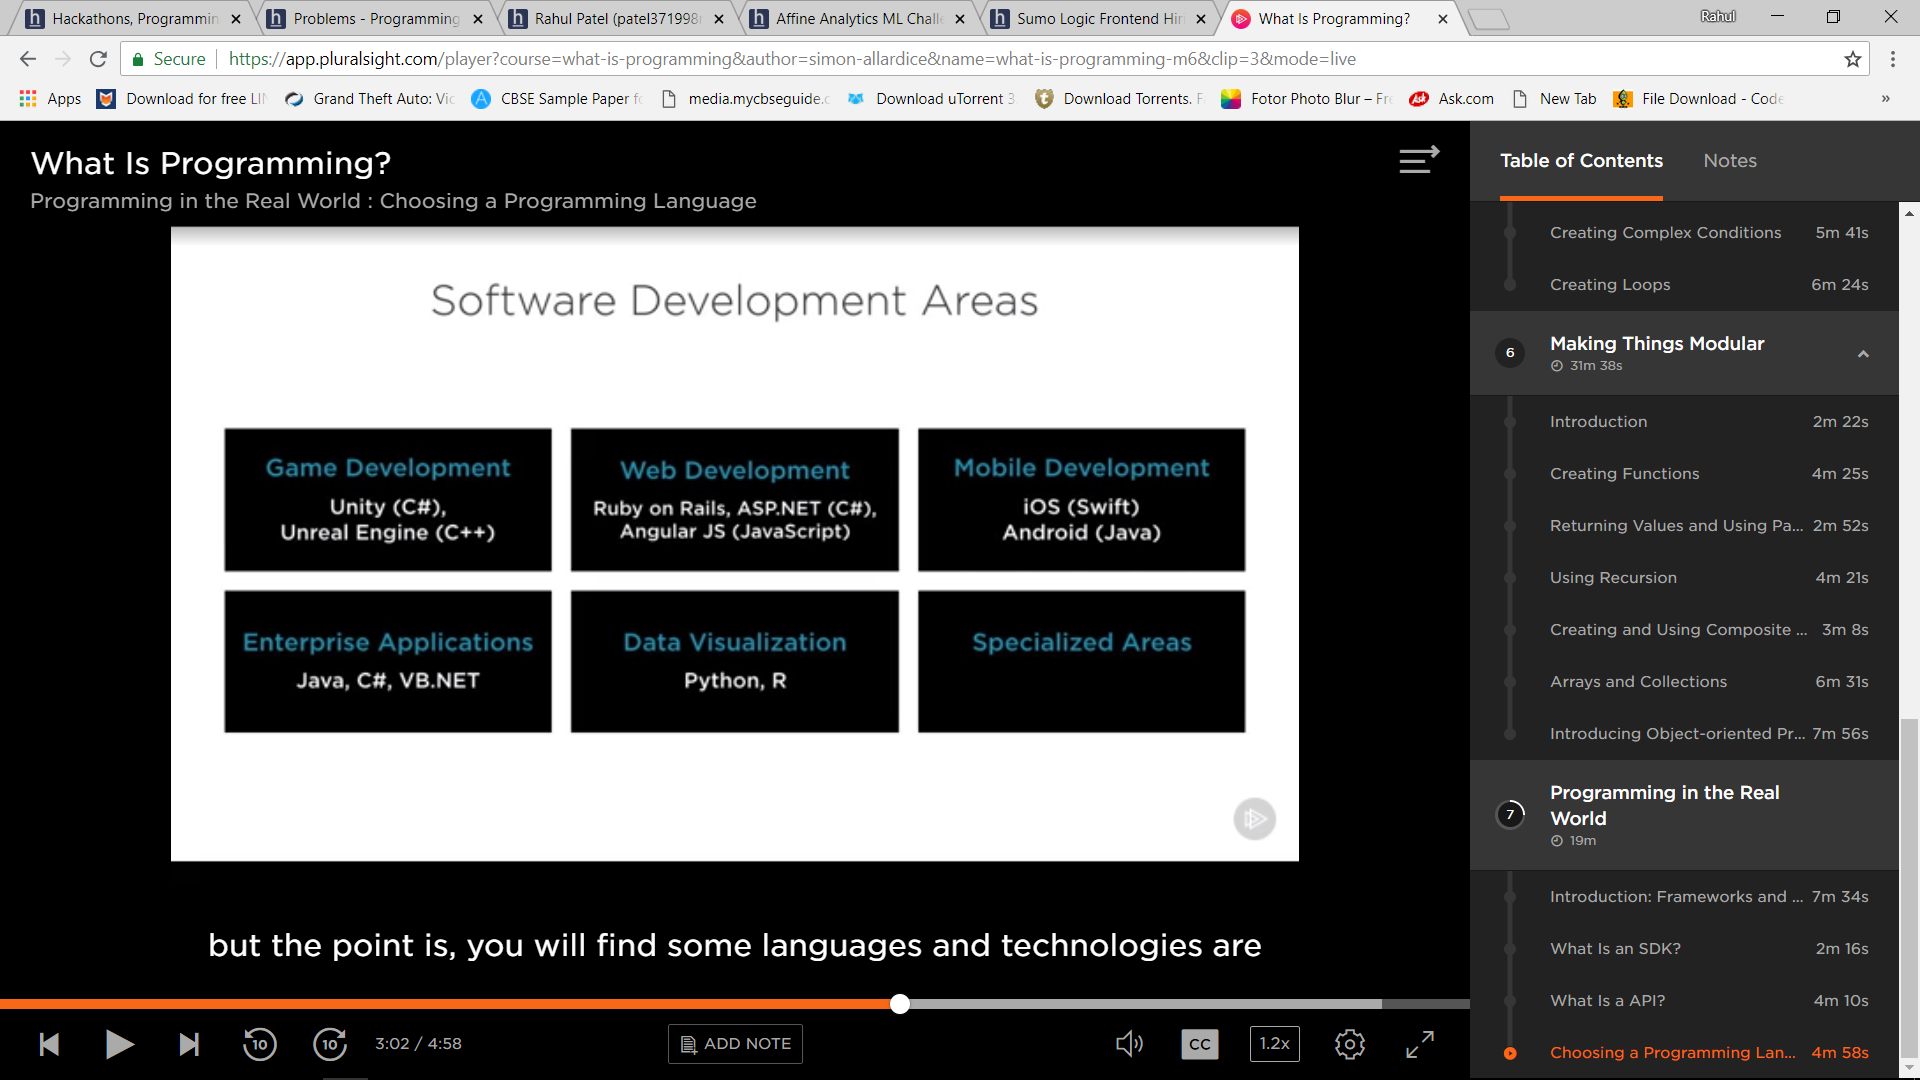 Hackathons, Programmin
Problems - Programming
Rahul Patel (patel371998
Affine Analytics ML Chall
Sumo Logic Frontend Hir
What Is Programming?
Rahul
Secure
https://app.pluralsight.com/player?course=what-is-programming&author=simon-allardice&name=what-is-programming-m6&clip=3&mode=live
Apps
Download for free LI
Grand Theft Auto: Vic
CBSE Sample Paper f
media.mycbseguide.c
Download uTorrent 3
Download Torrents. F
Fotor Photo Blur – Fre
Ask.com
New Tab
File Download - Code
»
What Is Programming?
Programming in the Real World : Choosing a Programming Language
Software Development Areas
Game Development
Unity (C#),
Unreal Engine (C++)
Web Development
Ruby on Rails, ASP.NET (C#),
Angular JS (JavaScript)
Mobile Development
iOS (Swift)
Android (Java)
Enterprise Applications
Java, C#, VB.NET
Data Visualization
Python, R
Specialized Areas
but the point is, you will find some languages and technologies are
10
10
3:02 / 4:58
ADD NOTE
CC
1.2x
Table of Contents
Notes
Creating Complex Conditions 5m 41s
Creating Loops 6m 24s
6
Making Things Modular
31m 38s
Introduction 2m 22s
Creating Functions 4m 25s
Returning Values and Using Pa... 2m 52s
Using Recursion 4m 21s
Creating and Using Composite ... 3m 8s
Arrays and Collections 6m 31s
Introducing Object-oriented Pr... 7m 56s
7
Programming in the Real
World
19m
Introduction: Frameworks and ... 7m 34s
What Is an SDK? 2m 16s
What Is a API? 4m 10s
Choosing a Programming Lan... 4m 58s